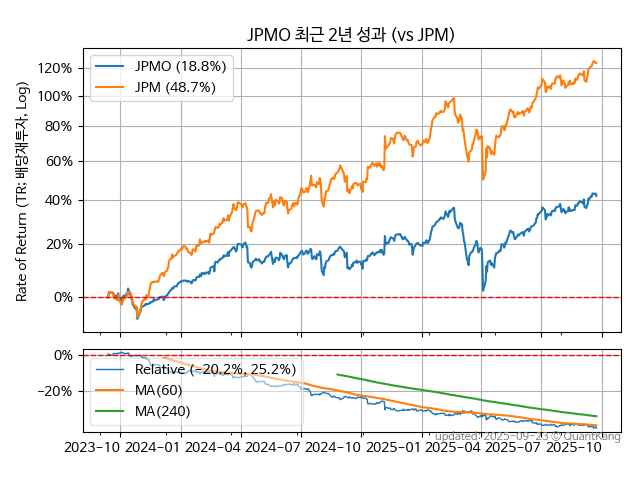 JPMO 최근 2년 성과 (vs JPM)
Rate of Return (TR: 배당재투자, Log)
JPMO (18.8%)
JPM (48.7%)
120%
100%
80%
60%
40%
20%
0%
0%
−20%
Relative (−20.2%, 25.2%)
MA(60)
MA(240)
2023-10 2024-01 2024-04 2024-07 2024-10 2025-01 2025-04 2025-07 2025-10
updated: 2025-09-23 © QuantKang